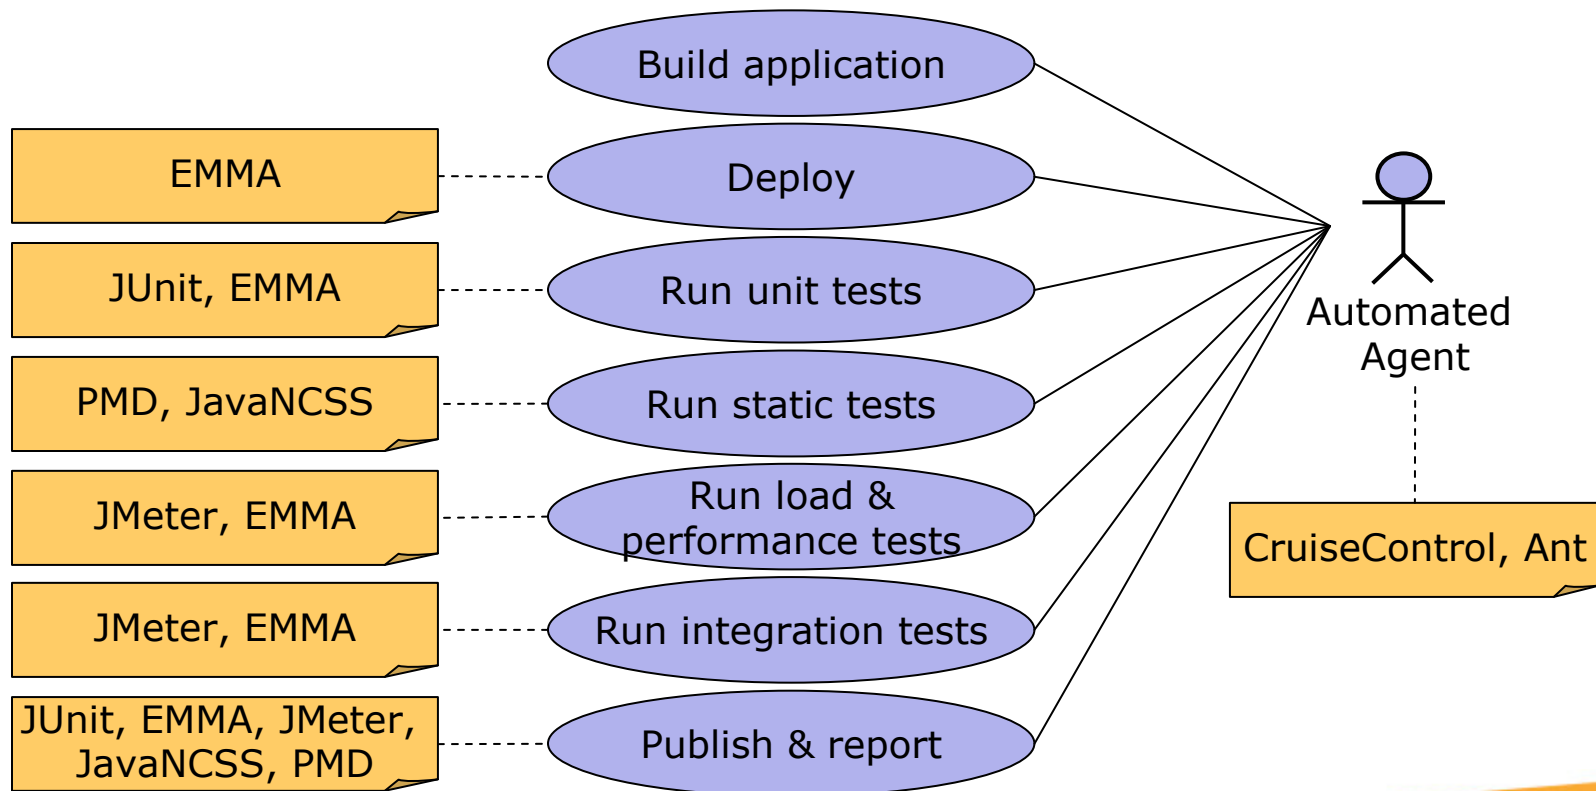 Build application
EMMA
Deploy
JUnit, EMMA
Run unit tests
Automated
Agent
PMD, JavaNCSS
Run static tests
JMeter, EMMA
Run load &
performance tests
CruiseControl, Ant
JMeter, EMMA
Run integration tests
JUnit, EMMA, JMeter,
JavaNCSS, PMD
Publish & report